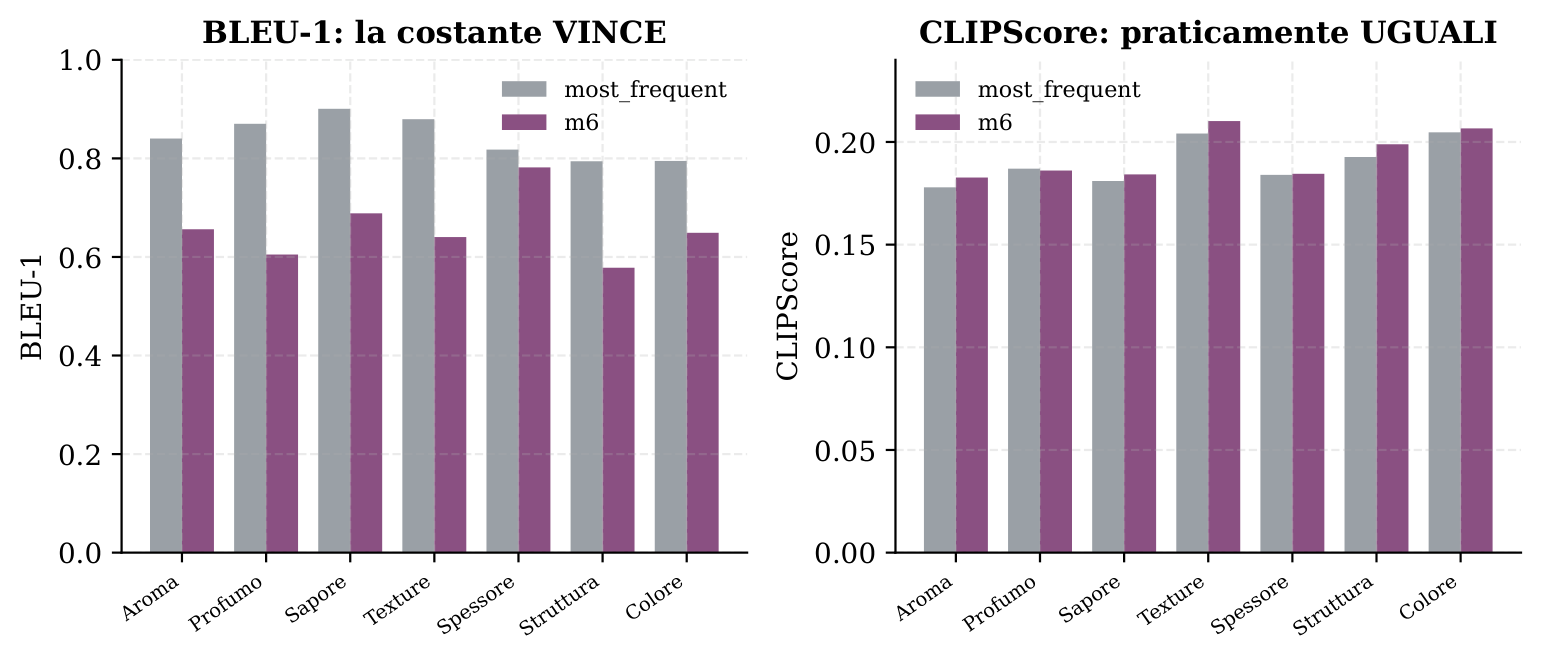 BLEU-1: la costante VINCE
BLEU-1
1.0
0.8
0.6
0.4
0.2
0.0
most_frequent
m6
Aroma
Profumo
Sapore
Texture
Spessore
Struttura
Colore
CLIPScore: praticamente UGUALI
CLIPScore
0.20
0.15
0.10
0.05
0.00
most_frequent
m6
Aroma
Profumo
Sapore
Texture
Spessore
Struttura
Colore